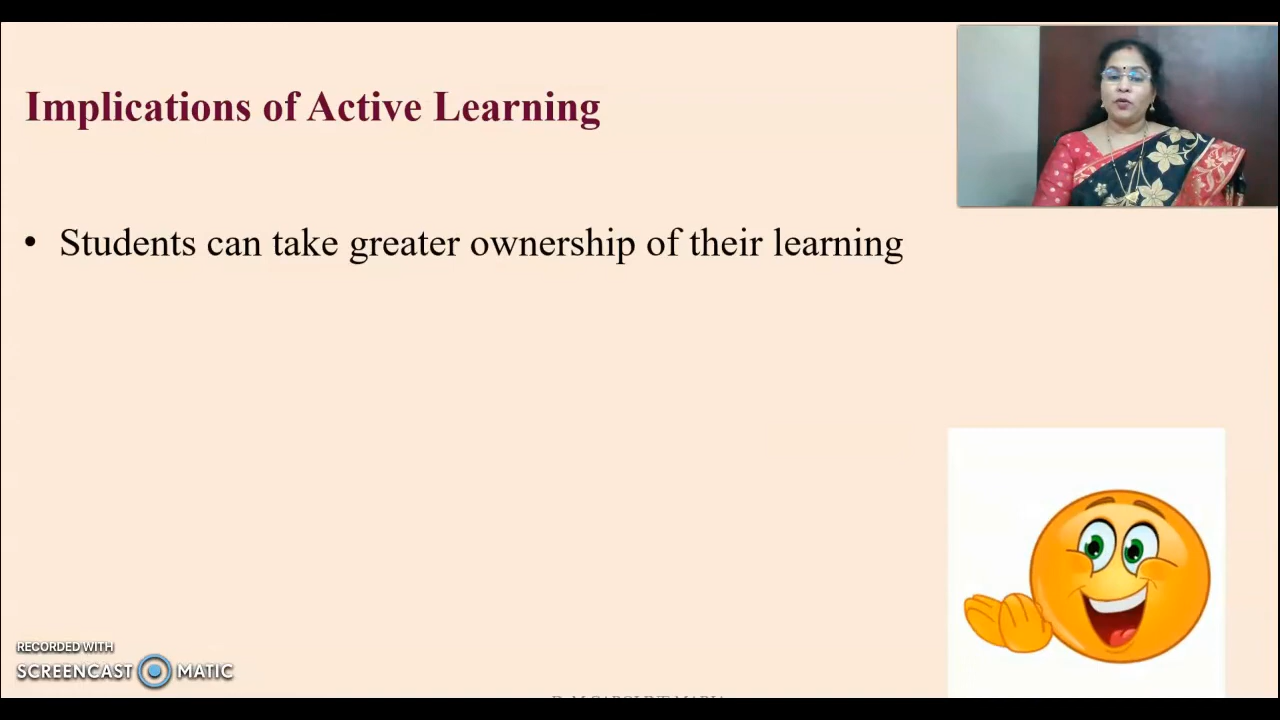 Implications of Active Learning
• Students can take greater ownership of their learning
RECORDED WITH
SCREENCAST MATIC